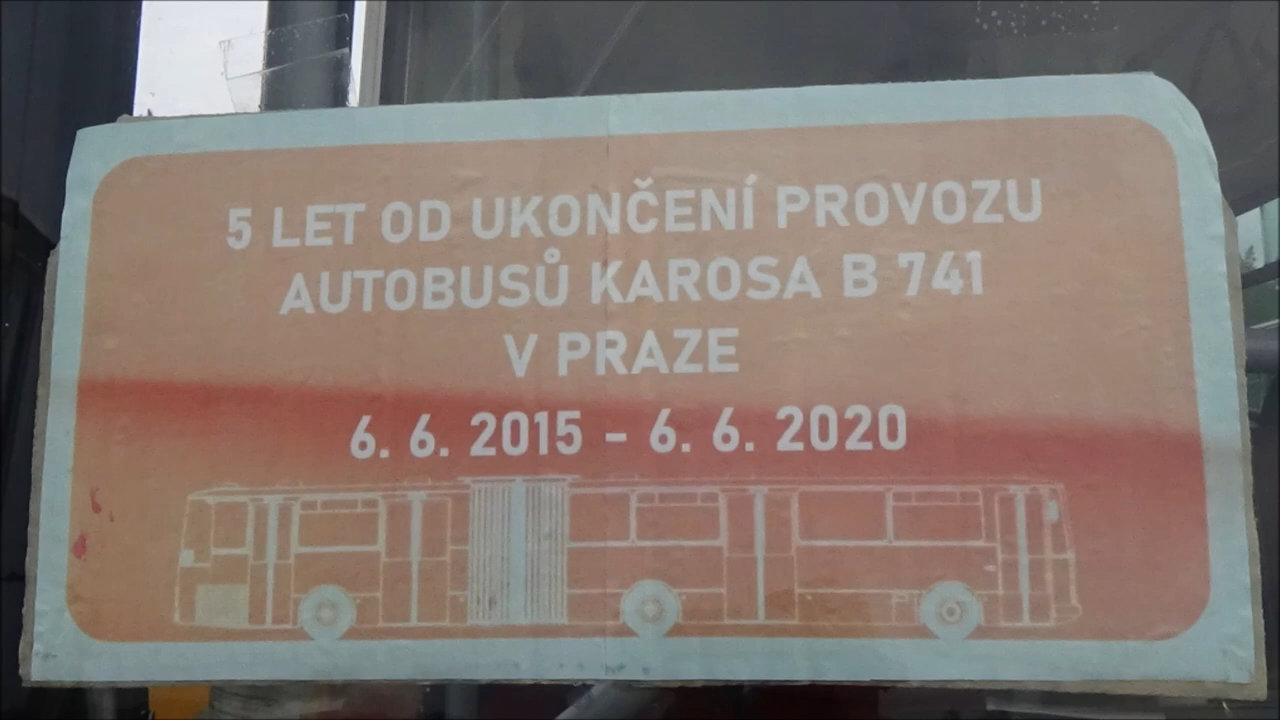 5 LET OD UKONČENÍ PROVOZU
AUTOBUSŮ KAROSA B 741
V PRAZE
6. 6. 2015 - 6. 6. 2020